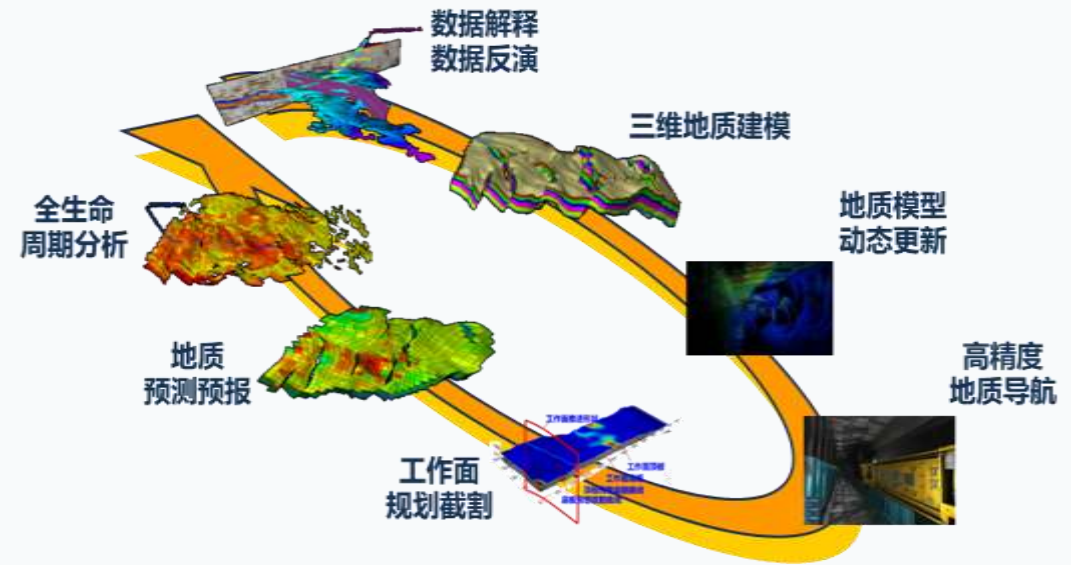 数据解释
数据反演
三维地质建模
地质模型
动态更新
高精度
地质导航
工作面
规划截割
地质
预测预报
全生命
周期分析